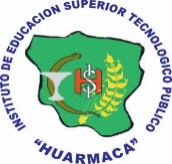 INSTITUTO DE EDUCACION SUPERIOR TECNOLOGICO PUBLICO
"HUARMACA"